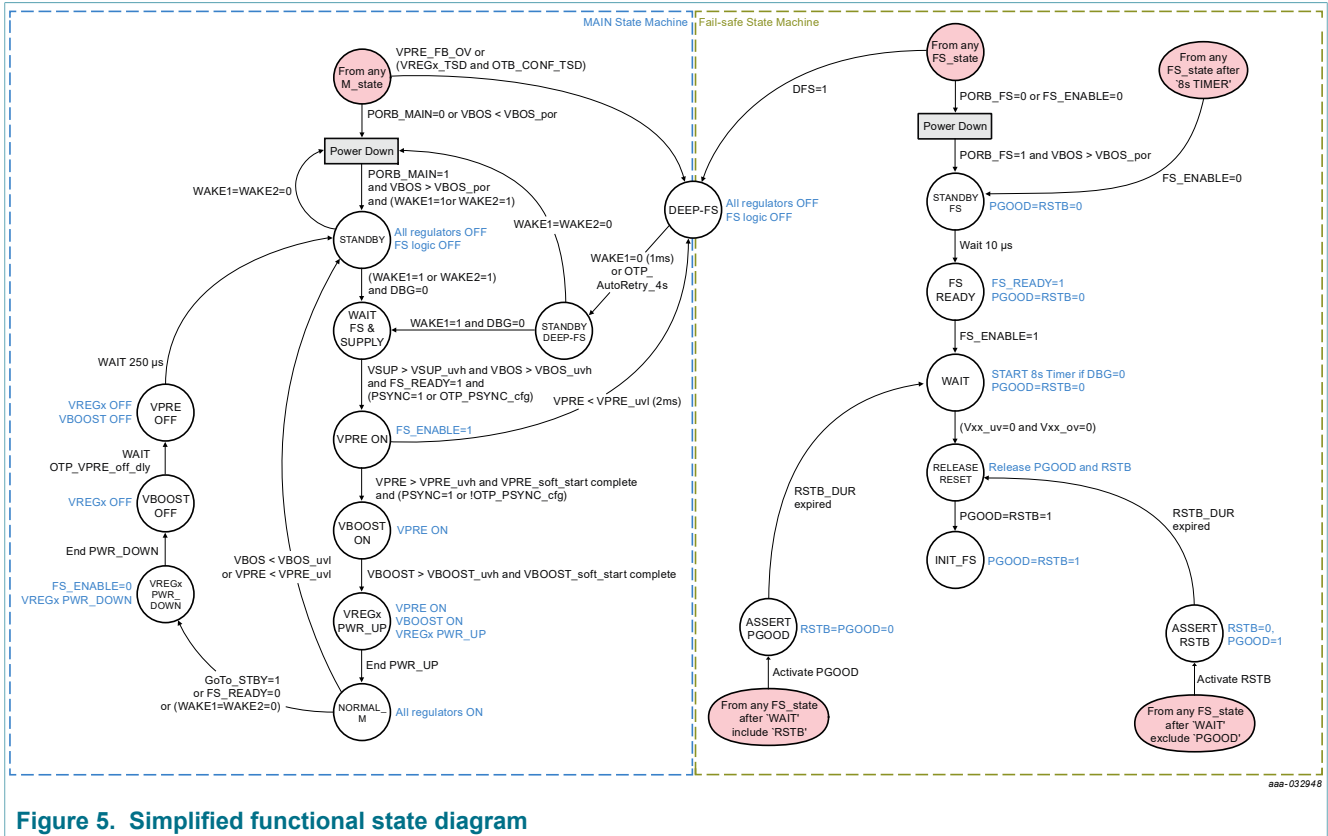 MAIN State Machine
Fail-safe State Machine
From any
M_state
VPRE_FB_OV or
(VREGx_TSD and OTB_CONF_TSD)
PORB_MAIN=0 or VBOS < VBOS_por
Power Down
WAKE1=WAKE2=0
PORB_MAIN=1
and VBOS > VBOS_por
and (WAKE1=1or WAKE2=1)
STANDBY
All regulators OFF
FS logic OFF
(WAKE1=1 or WAKE2=1)
and DBG=0
WAIT
FS &
SUPPLY
WAKE1=WAKE2=0
WAKE1=1 and DBG=0
STANDBY
DEEP-FS
WAKE1=0 (1ms)
or OTP_
AutoRetry_4s
DEEP-FS
All regulators OFF
FS logic OFF
DFS=1
VSUP > VSUP_uvh and VBOS > VBOS_uvh
and FS_READY=1 and
(PSYNC=1 or OTP_PSYNC_cfg)
VPRE < VPRE_uvl (2ms)
VPRE ON
FS_ENABLE=1
VPRE > VPRE_uvh and VPRE_soft_start complete
and (PSYNC=1 or !OTP_PSYNC_cfg)
VBOOST
ON
VPRE ON
VBOOST > VBOOST_uvh and VBOOST_soft_start complete
VREGx
PWR_UP
VPRE ON
VBOOST ON
VREGx PWR_UP
End PWR_UP
NORMAL_
M
All regulators ON
VBOS < VBOS_uvl
or VPRE < VPRE_uvl
GoTo_STBY=1
or FS_READY=0
or (WAKE1=WAKE2=0)
FS_ENABLE=0
VREGx PWR_DOWN
VREGx
PWR_
DOWN
End PWR_DOWN
VREGx OFF
VBOOST
OFF
WAIT
OTP_VPRE_off_dly
VREGx OFF
VBOOST OFF
VPRE
OFF
WAIT 250 µs
From any
FS_state
PORB_FS=0 or FS_ENABLE=0
Power Down
PORB_FS=1 and VBOS > VBOS_por
From any
FS_state after
‘8s TIMER'
FS_ENABLE=0
STANDBY
FS
PGOOD=RSTB=0
Wait 10 µs
FS
READY
FS_READY=1
PGOOD=RSTB=0
FS_ENABLE=1
WAIT
START 8s Timer if DBG=0
PGOOD=RSTB=0
(Vxx_uv=0 and Vxx_ov=0)
RELEASE
RESET
Release PGOOD and RSTB
PGOOD=RSTB=1
INIT_FS
PGOOD=RSTB=1
RSTB_DUR
expired
ASSERT
PGOOD
RSTB=PGOOD=0
Activate PGOOD
From any FS_state
after ‘WAIT'
include ‘RSTB'
RSTB_DUR
expired
ASSERT
RSTB
RSTB=0,
PGOOD=1
Activate RSTB
From any FS_state
after ‘WAIT'
exclude ‘PGOOD'
aaa-032948
Figure 5. Simplified functional state diagram